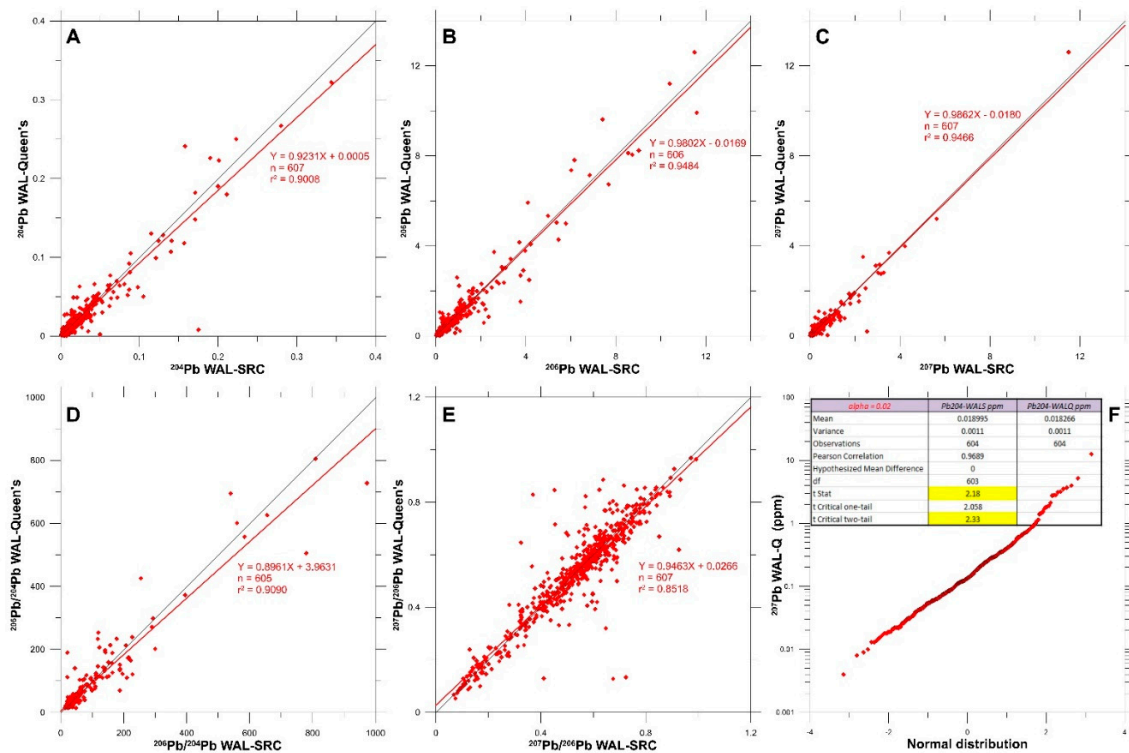 A
0.4
0.3
0.2
0.1
0
0
0.1
0.2
0.3
0.4
²⁰⁴Pb WAL-Queen's
²⁰⁴Pb WAL-SRC
Y = 0.9231X + 0.0005
n = 607
r² = 0.9008
B
12
8
4
0
0
4
8
12
²⁰⁶Pb WAL-Queen's
²⁰⁶Pb WAL-SRC
Y = 0.9802X - 0.0169
n = 606
r² = 0.9484
C
12
8
4
0
0
4
8
12
²⁰⁷Pb WAL-Queen's
²⁰⁷Pb WAL-SRC
Y = 0.9862X - 0.0180
n = 607
r² = 0.9466
D
800
600
400
200
0
0
200
400
600
800
1000
²⁰⁶Pb/²⁰⁴Pb WAL-Queen's
²⁰⁶Pb/²⁰⁴Pb WAL-SRC
Y = 0.8961X + 3.9631
n = 605
r² = 0.9090
E
1.2
0.8
0.4
0
0
0.4
0.8
1.2
²⁰⁷Pb/²⁰⁶Pb WAL-Queen's
²⁰⁷Pb/²⁰⁶Pb WAL-SRC
Y = 0.9463X + 0.0266
n = 607
r² = 0.8518
F
100
10
1
0.1
0.01
0.001
-4
-2
0
2
4
²⁰⁷Pb WAL-Q (ppm)
Normal distribution
alpha = 0.02 Pb204-WALS ppm Pb204-WALQ ppm
Mean 0.018995 0.018266
Variance 0.0011 0.0011
Observations 604 604
Pearson Correlation 0.9689
Hypothesized Mean Difference 0
df 603
t Stat 2.18
t Critical one-tail 2.058
t Critical two-tail 2.33